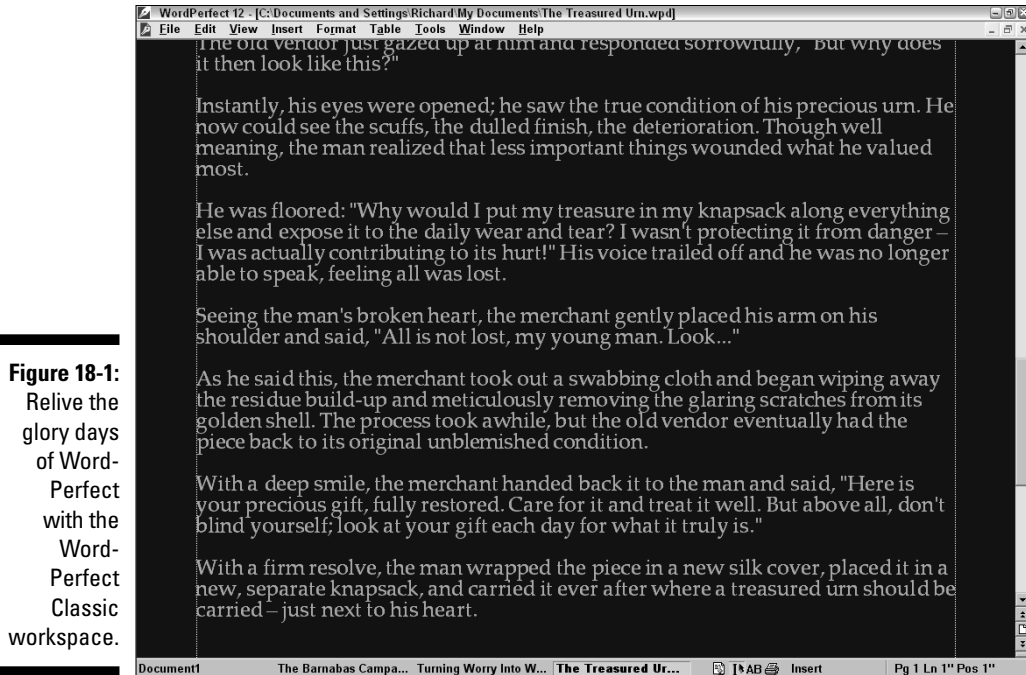 WordPerfect 12 - [C:\Documents and Settings\Richard\My Documents\The Treasured Urn.wpd]
File Edit View Insert Format Table Tools Window Help
The old vendor just gazed up at him and responded sorrowfully, "But why does
it then look like this?"
Instantly, his eyes were opened; he saw the true condition of his precious urn. He
now could see the scuffs, the dulled finish, the deterioration. Though well
meaning, the man realized that less important things wounded what he valued
most.
He was floored: "Why would I put my treasure in my knapsack along everything
else and expose it to the daily wear and tear? I wasn't protecting it from danger –
I was actually contributing to its hurt!" His voice trailed off and he was no longer
able to speak, feeling all was lost.
Seeing the man's broken heart, the merchant gently placed his arm on his
shoulder and said, "All is not lost, my young man. Look..."
As he said this, the merchant took out a swabbing cloth and began wiping away
the residue build-up and meticulously removing the glaring scratches from its
golden shell. The process took awhile, but the old vendor eventually had the
piece back to its original unblemished condition.
With a deep smile, the merchant handed back it to the man and said, "Here is
your precious gift, fully restored. Care for it and treat it well. But above all, don't
blind yourself; look at your gift each day for what it truly is."
With a firm resolve, the man wrapped the piece in a new silk cover, placed it in a
new, separate knapsack, and carried it ever after where a treasured urn should be
carried – just next to his heart.
Document1 The Barnabas Campa... Turning Worry Into W... The Treasured Ur... AB Insert Pg 1 Ln 1" Pos 1"
Figure 18-1:
Relive the
glory days
of Word-
Perfect
with the
Word-
Perfect
Classic
workspace.